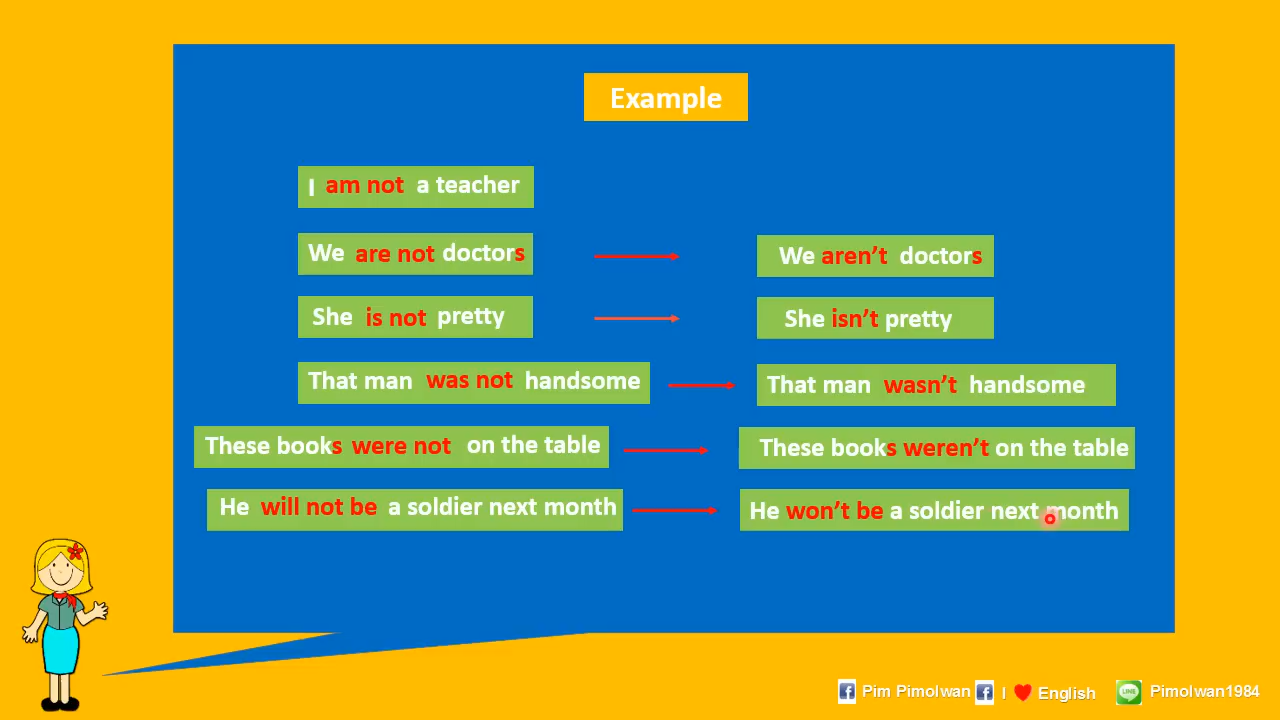 Example
I am not a teacher
We are not doctors
We aren't doctors
She is not pretty
She isn't pretty
That man was not handsome
That man wasn't handsome
These books were not on the table
These books weren't on the table
He will not be a soldier next month
He won't be a soldier next month
Pim Pimolwan I English Pimolwan1984
LINE